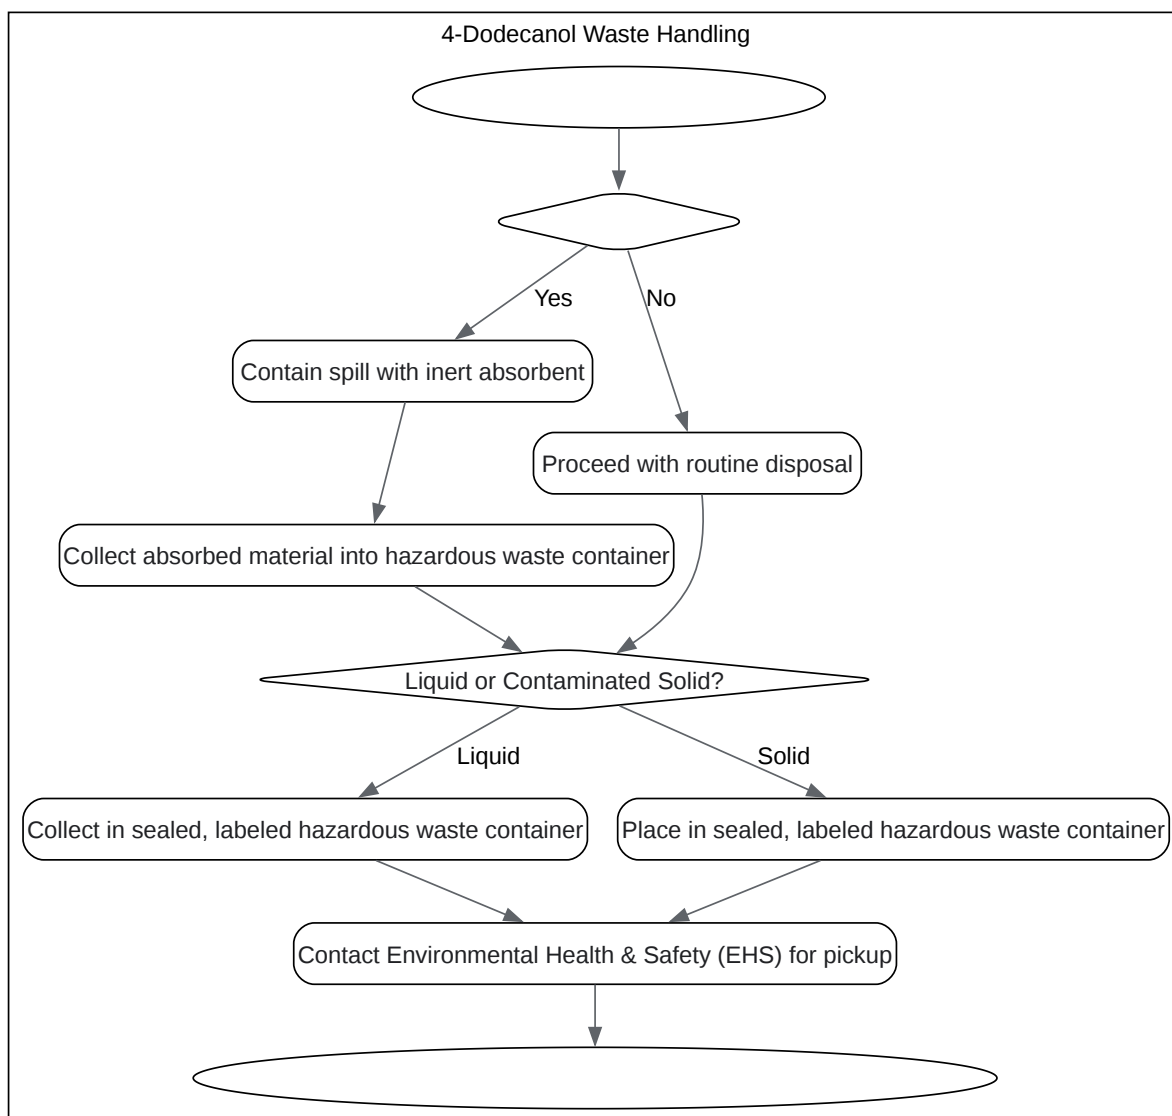 4-Dodecanol Waste Handling
Yes
No
Contain spill with inert absorbent
Proceed with routine disposal
Collect absorbed material into hazardous waste container
Liquid or Contaminated Solid?
Liquid
Solid
Collect in sealed, labeled hazardous waste container
Place in sealed, labeled hazardous waste container
Contact Environmental Health & Safety (EHS) for pickup